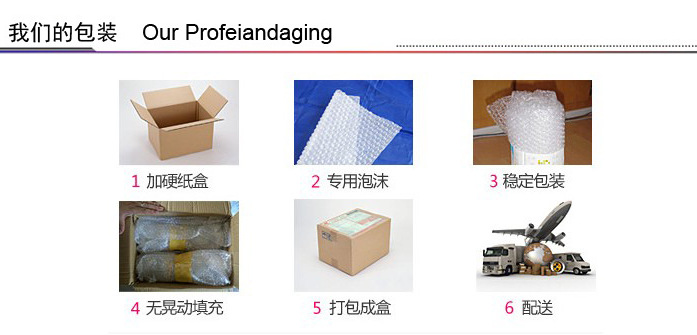 我们的包装 Our Profeiandaging
1 加硬纸盒
2 专用泡沫
3 稳定包装
4 无晃动填充
5 打包成盒
6 配送